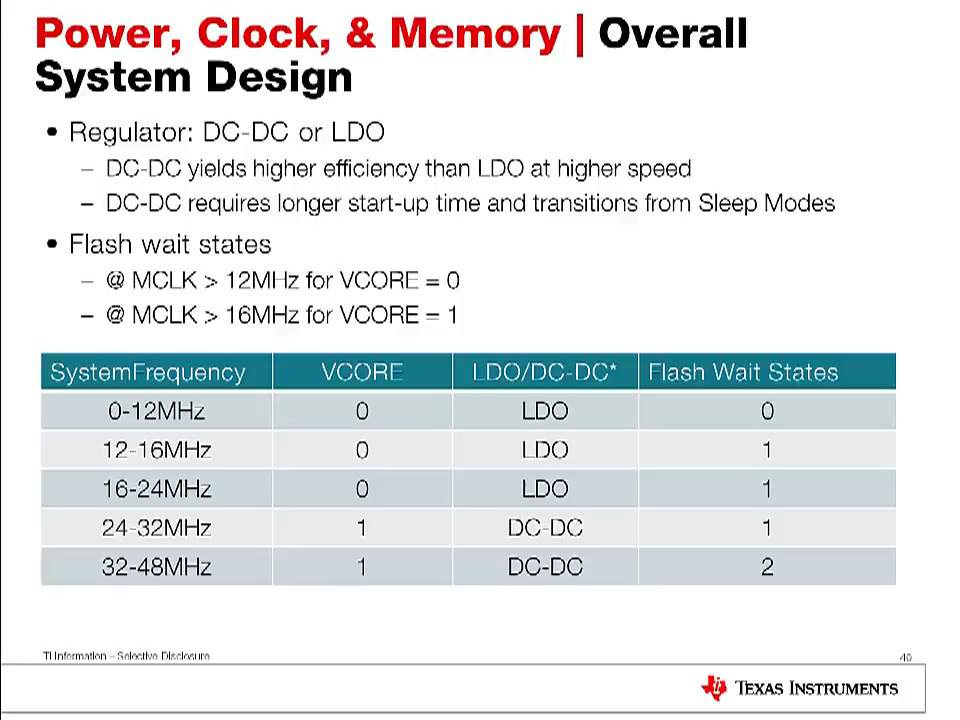 Power, Clock, & Memory | Overall
System Design
• Regulator: DC-DC or LDO
– DC-DC yields higher efficiency than LDO at higher speed
– DC-DC requires longer start-up time and transitions from Sleep Modes
• Flash wait states
– @ MCLK > 12MHz for VCORE = 0
– @ MCLK > 16MHz for VCORE = 1
SystemFrequency VCORE LDO/DC-DC* Flash Wait States
0-12MHz 0 LDO 0
12-16MHz 0 LDO 1
16-24MHz 0 LDO 1
24-32MHz 1 DC-DC 1
32-48MHz 1 DC-DC 2
TI Information – Selective Disclosure
40
TEXAS INSTRUMENTS